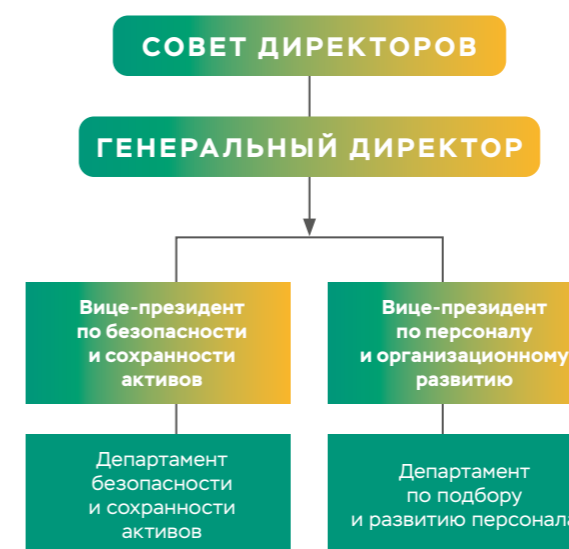 СОВЕТ ДИРЕКТОРОВ
ГЕНЕРАЛЬНЫЙ ДИРЕКТОР
Вице-президент
по безопасности
и сохранности
активов
Вице-президент
по персоналу
и организационному
развитию
Департамент
безопасности
и сохранности
активов
Департамент
по подбору
и развитию персонала